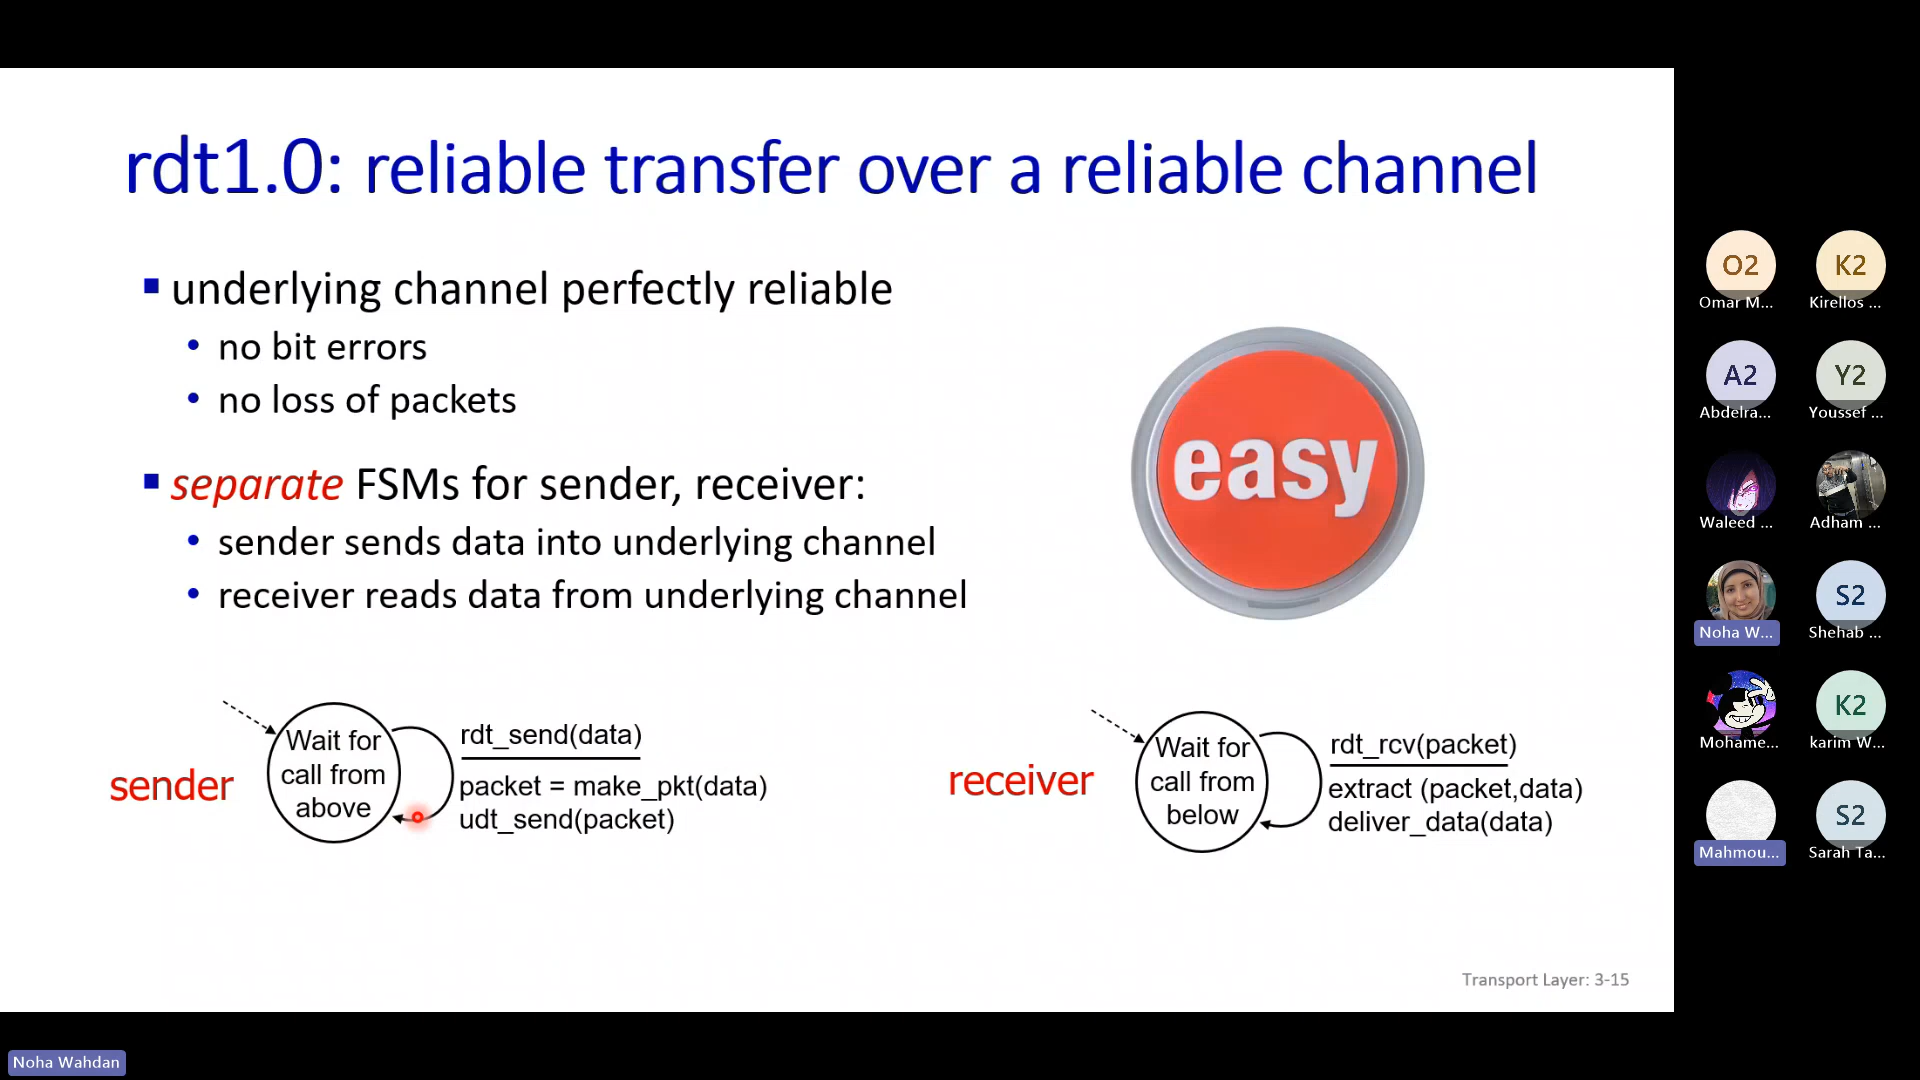 rdt1.0: reliable transfer over a reliable channel
▪ underlying channel perfectly reliable
• no bit errors
• no loss of packets
▪ separate FSMs for sender, receiver:
• sender sends data into underlying channel
• receiver reads data from underlying channel
easy
sender
Wait for
call from
above
rdt_send(data)
packet = make_pkt(data)
udt_send(packet)
receiver
Wait for
call from
below
rdt_rcv(packet)
extract (packet,data)
deliver_data(data)
Transport Layer: 3-15
O2
Omar M...
K2
Kirellos ...
A2
Abdelra...
Y2
Youssef ...
Waleed ...
Adham ...
Noha W...
S2
Shehab ...
Mohame...
K2
karim W...
Mahmou...
S2
Sarah Ta...
Noha Wahdan